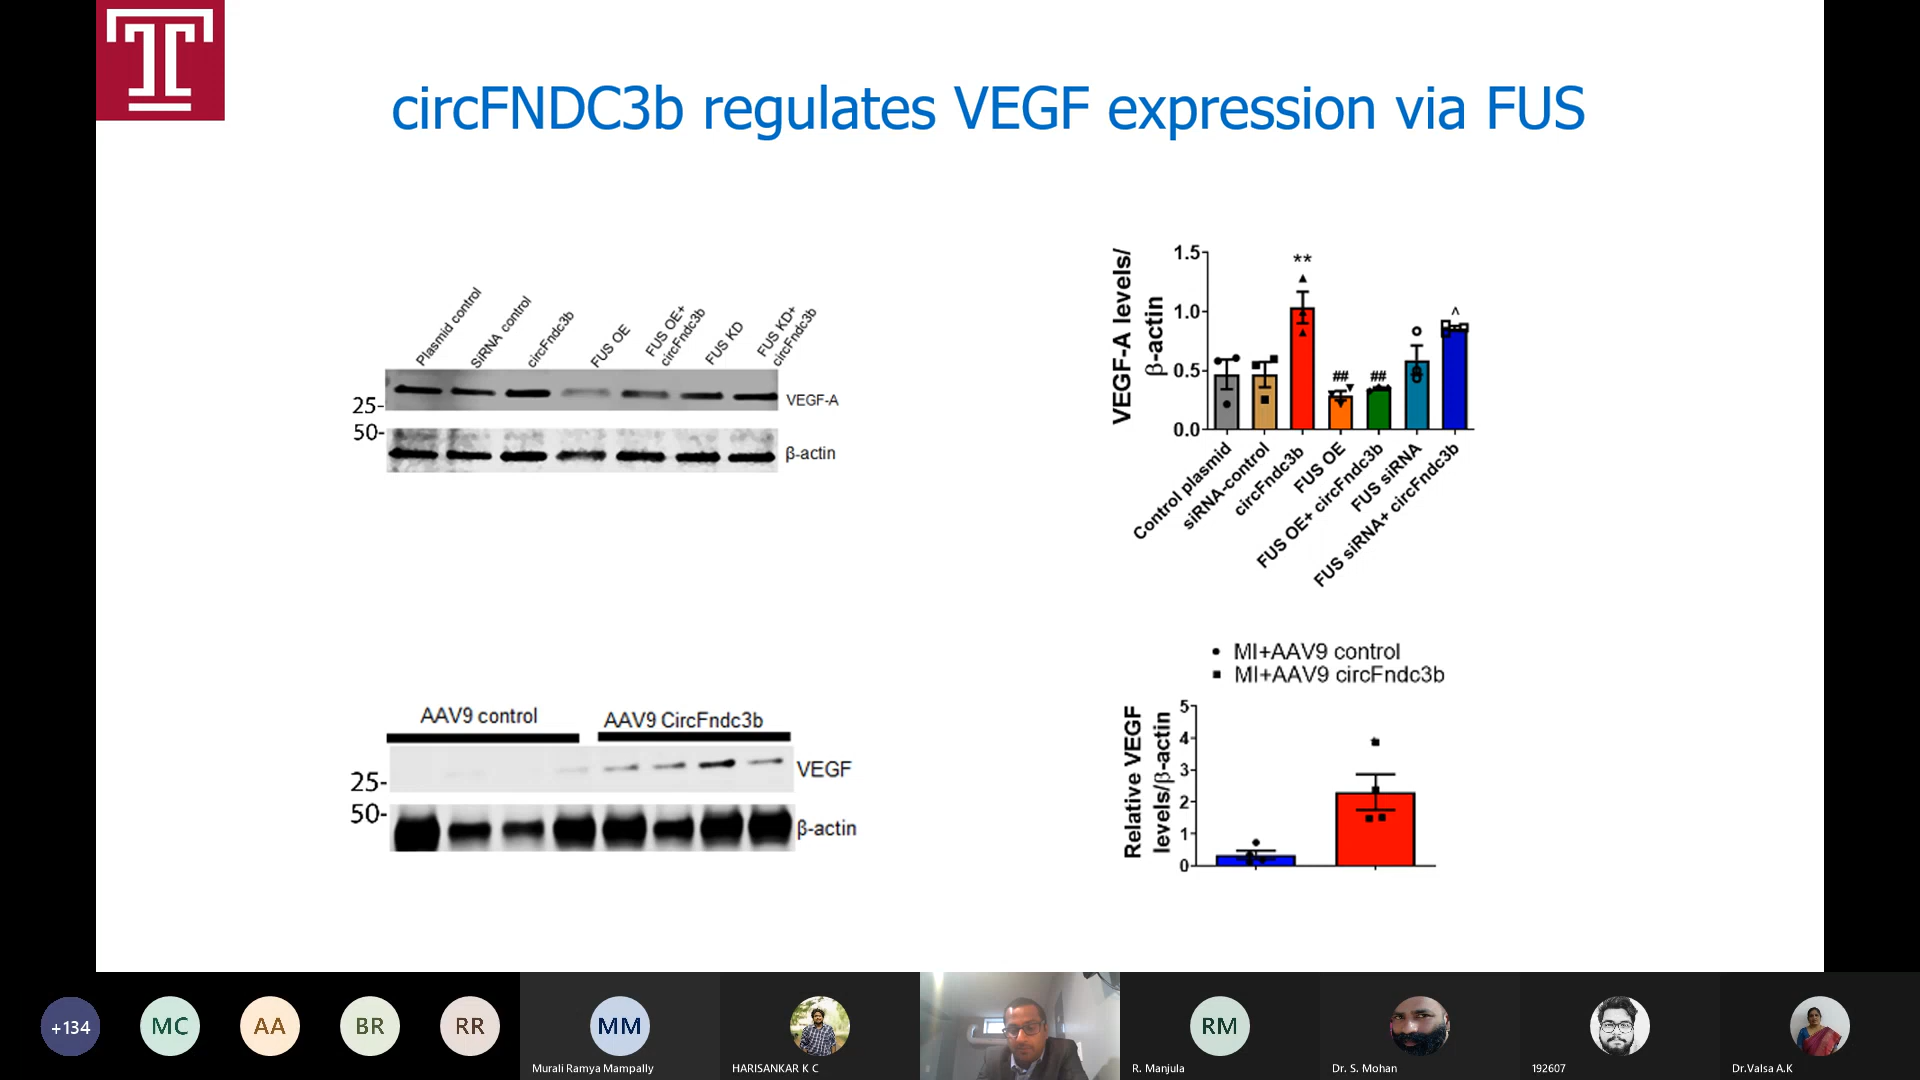 circFNDC3b regulates VEGF expression via FUS
Plasmid control
SiRNA control
circFndc3b
FUS OE
FUS OE+
circFndc3b
FUS KD
FUS KD+
circFndc3b
25-
VEGF-A
50-
β-actin
VEGF-A levels/
β-actin
1.5
1.0
0.5
0.0
**
##
##
^
Control plasmid
siRNA-control
circFndc3b
FUS OE
FUS OE+ circFndc3b
FUS siRNA
FUS siRNA+ circFndc3b
AAV9 control
AAV9 CircFndc3b
25-
VEGF
50-
β-actin
MI+AAV9 control
MI+AAV9 circFndc3b
Relative VEGF
levels/β-actin
5
4
3
2
1
0
+134
MC
AA
BR
RR
MM
Murali Ramya Mampally
HARISANKAR K C
RM
R. Manjula
Dr. S. Mohan
192607
Dr.Valsa A.K